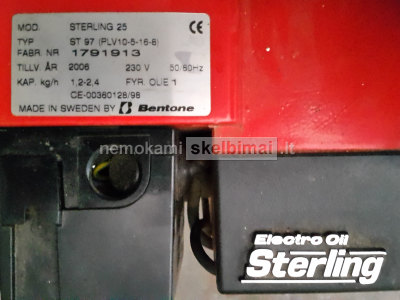 MOD. STERLING 25
TYP ST 97 (PLV10-5-16-6)
FABR. NR 1791913
TILLV. ÅR 2006 230 V 50/60Hz
KAP. kg/h 1,2-2,4 FYR. OLIE 1
CE-00360128/98
MADE IN SWEDEN BY Bentone
nemokami skelbimai.lt
Electro Oil
Sterling